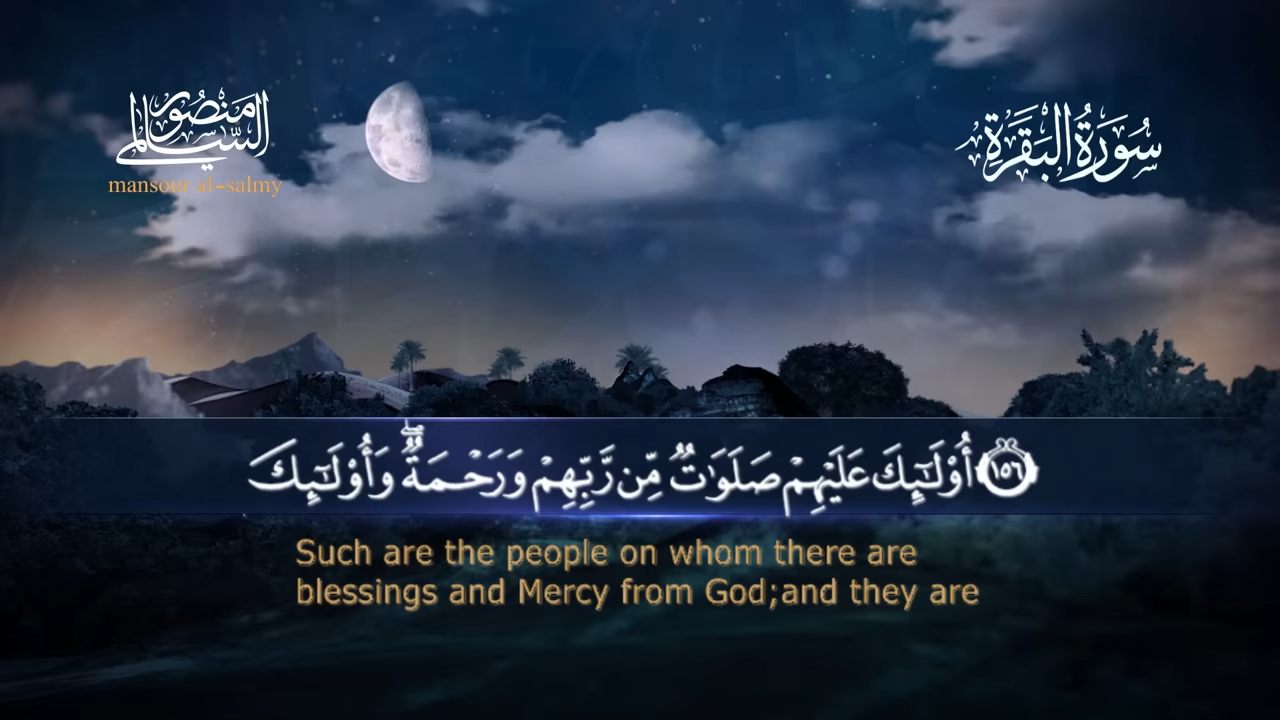 منصور السالمي
mansour al-salmy
سُورَةُ البَقَرَةِ
١٥٦ أُوْلَـٰٓئِكَ عَلَيْهِمْ صَلَوَٰتٌ مِّن رَّبِّهِمْ وَرَحْمَةٌ ۖ وَأُوْلَـٰٓئِكَ
Such are the people on whom there are
blessings and Mercy from God;and they are